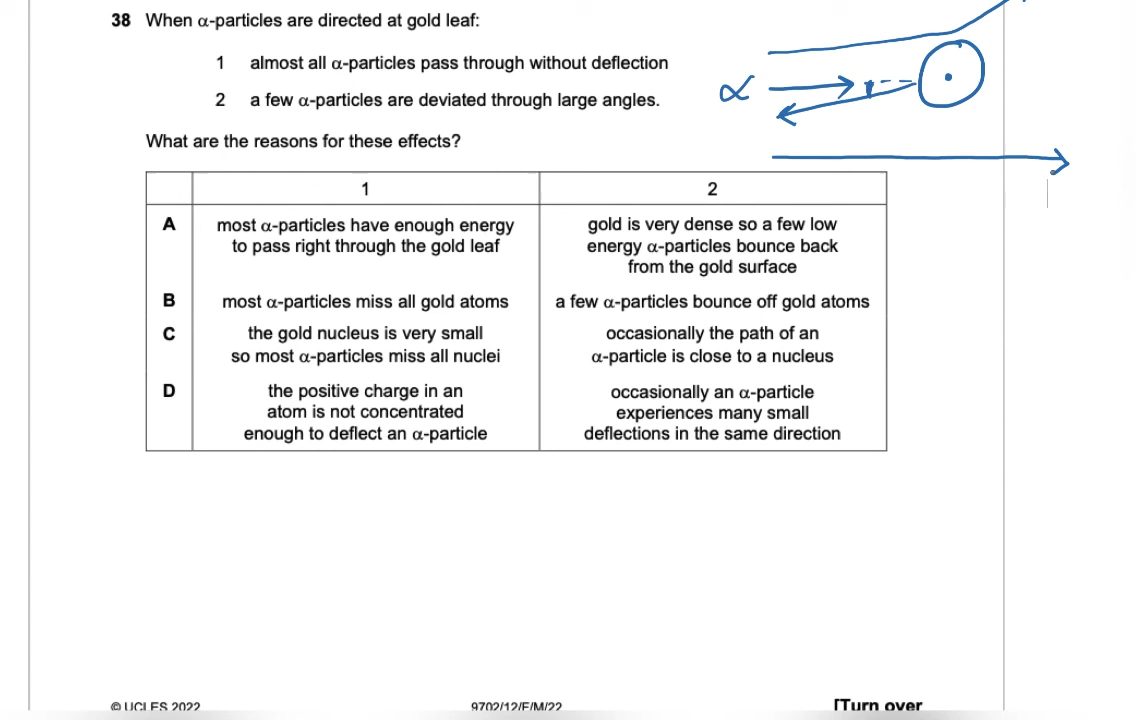 38 When α-particles are directed at gold leaf:
1 almost all α-particles pass through without deflection
2 a few α-particles are deviated through large angles.
α
What are the reasons for these effects?
1 2
A most α-particles have enough energy to pass right through the gold leaf gold is very dense so a few low energy α-particles bounce back from the gold surface
B most α-particles miss all gold atoms a few α-particles bounce off gold atoms
C the gold nucleus is very small so most α-particles miss all nuclei occasionally the path of an α-particle is close to a nucleus
D the positive charge in an atom is not concentrated enough to deflect an α-particle occasionally an α-particle experiences many small deflections in the same direction
© UCLES 2022 9702/12/F/M/22 [Turn over